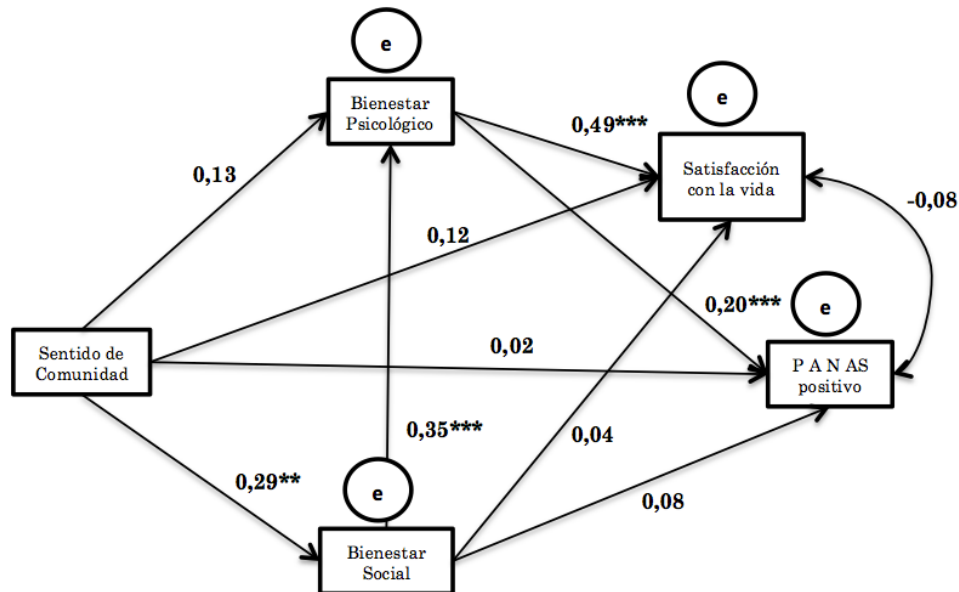 e
Bienestar
Psicológico
e
0,49***
Satisfacción
con la vida
0,13
-0,08
0,12
e
0,20***
Sentido de
Comunidad
0,02
P A N AS
positivo
0,35***
0,04
0,29**
e
0,08
Bienestar
Social